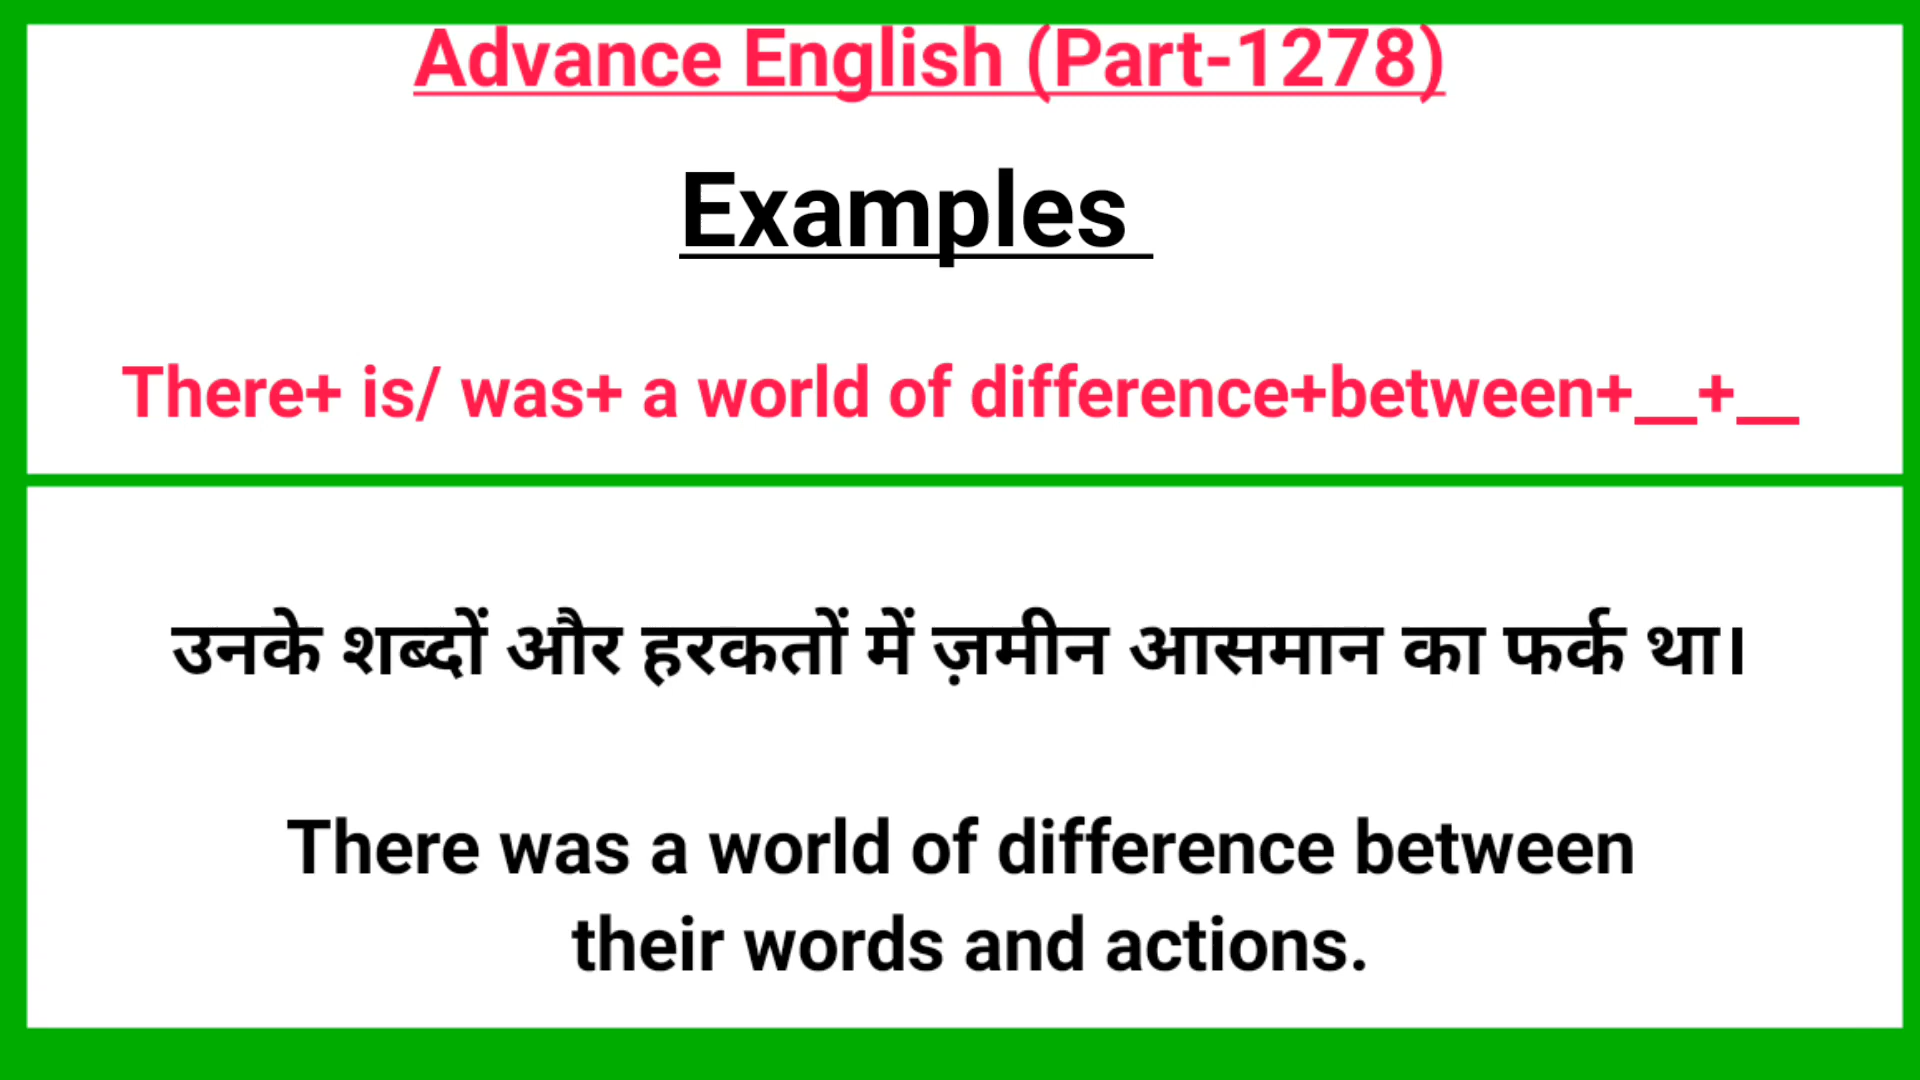 Advance English (Part-1278)
Examples
There+ is/ was+ a world of difference+between+__+__
उनके शब्दों और हरकतों में ज़मीन आसमान का फर्क था।
There was a world of difference between
their words and actions.